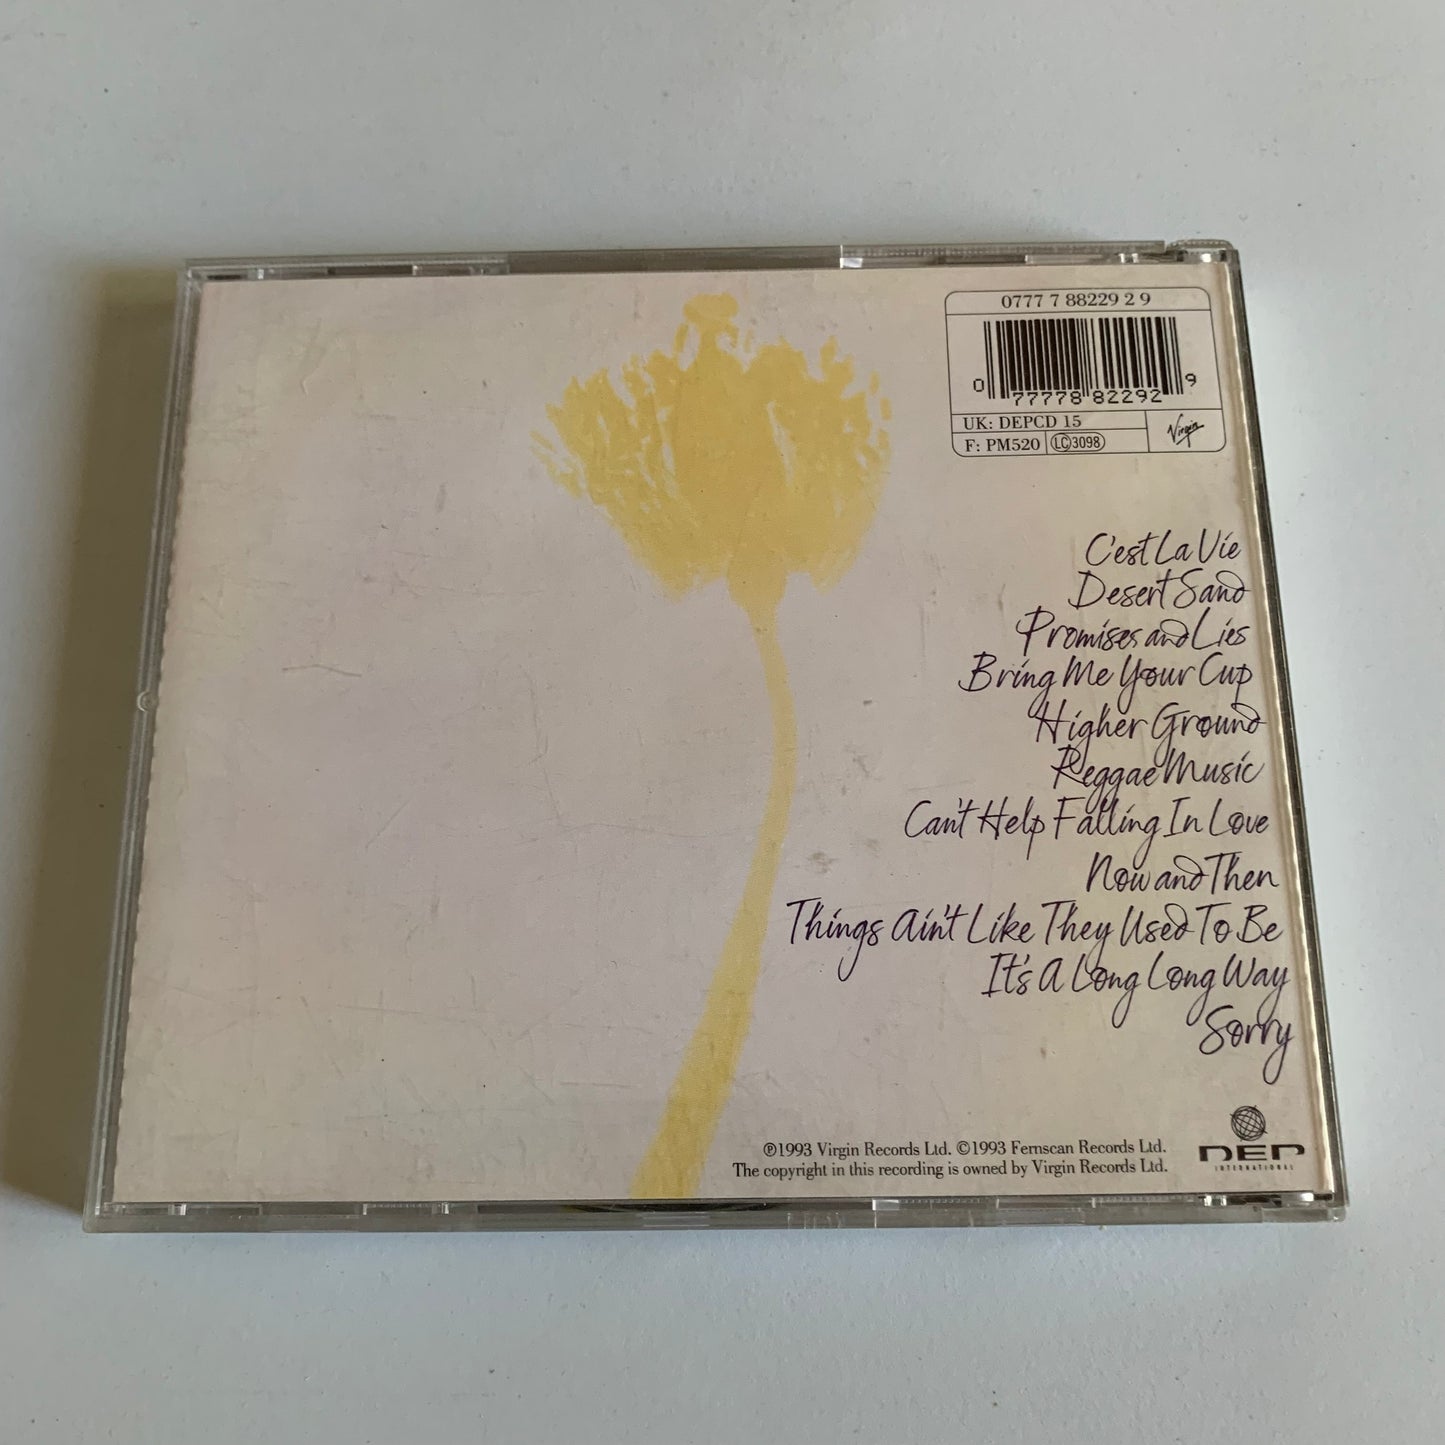 0777 7 88229 2 9
0 77778 82292 9
UK: DEPCD 15
F: PM520 LC 3098
Virgin
C'est La Vie
Desert Sand
Promises and Lies
Bring Me Your Cup
Higher Ground
Reggae Music
Can't Help Falling In Love
Now and Then
Things Ain't Like They Used To Be
It's A Long Long Way
Sorry
℗1993 Virgin Records Ltd. ©1993 Fernscan Records Ltd.
The copyright in this recording is owned by Virgin Records Ltd.
DEP
INTERNATIONAL